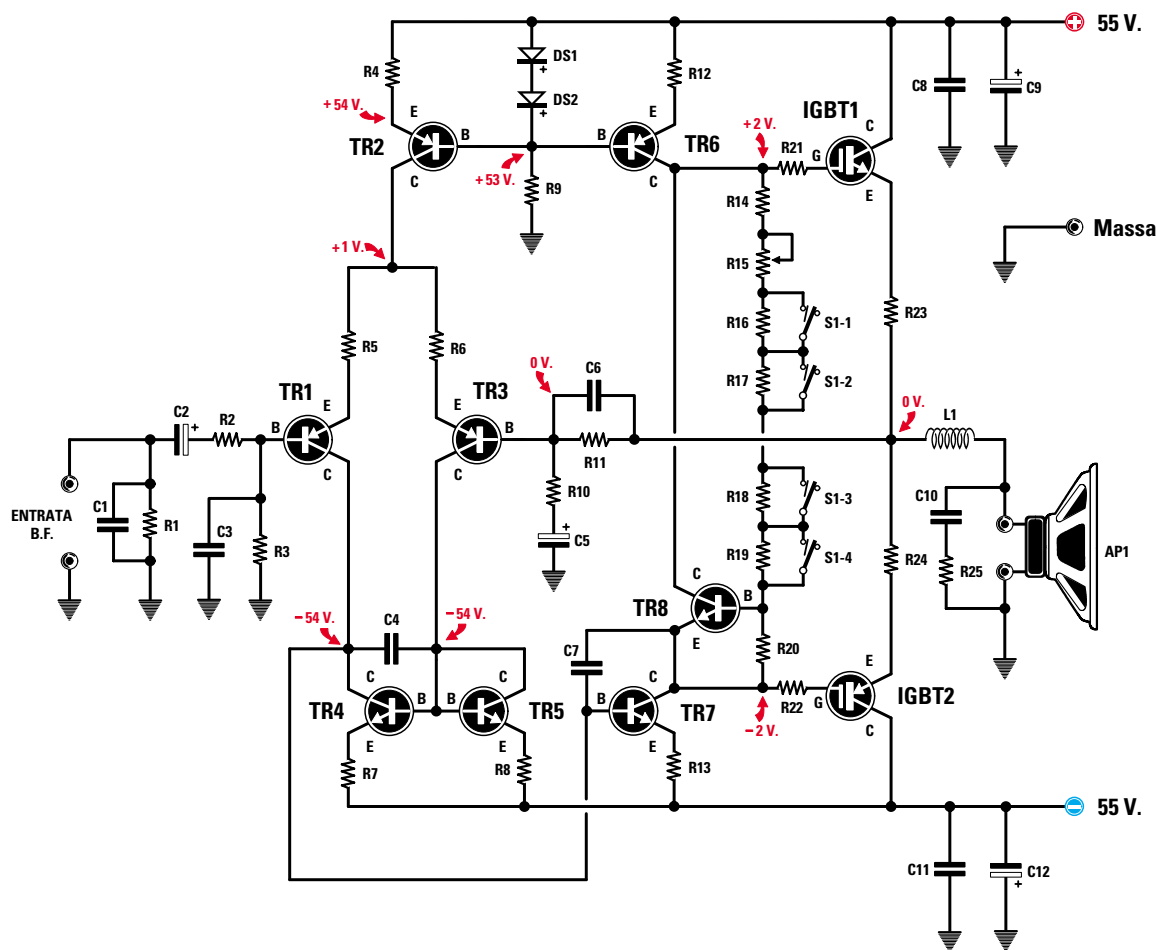 55 V.
DS1
R4
R12
C8
C9
+
DS2
+
+
IGBT1
+ 54 V.
E
E
C
TR2
B
B
TR6
+ 2 V.
R21
G
+ 53 V.
R9
C
C
E
R14
Massa
+ 1 V.
R15
R16
S1-1
R23
R5
R6
0 V.
C6
R17
S1-2
TR1
TR3
0 V.
L1
C2
R2
E
E
+
B
B
R11
C
C
R10
R18
S1-3
C10
ENTRATA
B.F.
C1
R1
C3
R3
+
C5
R19
S1-4
R24
R25
AP1
C
TR8
B
– 54 V.
C4
– 54 V.
E
C7
R20
E
C
C
C
R22
TR4
B
B
TR5
B
TR7
G
IGBT2
E
E
E
– 2 V.
C
R7
R8
R13
55 V.
C11
C12
+